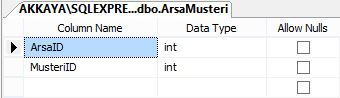 AKKAYA\SQLEXPRE...dbo.ArsaMusteri
Column Name Data Type Allow Nulls
ArsaID int
MusteriID int